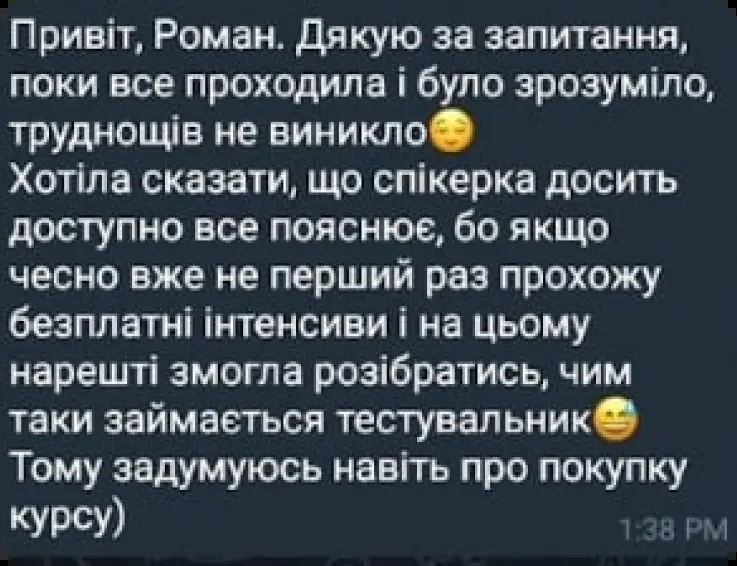 Привіт, Роман. Дякую за запитання,
поки все проходила і було зрозуміло,
труднощів не виникло😌
Хотіла сказати, що спікерка досить
доступно все пояснює, бо якщо
чесно вже не перший раз прохожу
безплатні інтенсиви і на цьому
нарешті змогла розібратись, чим
таки займається тестувальник😅
Тому задумуюсь навіть про покупку
курсу)
1:38 PM